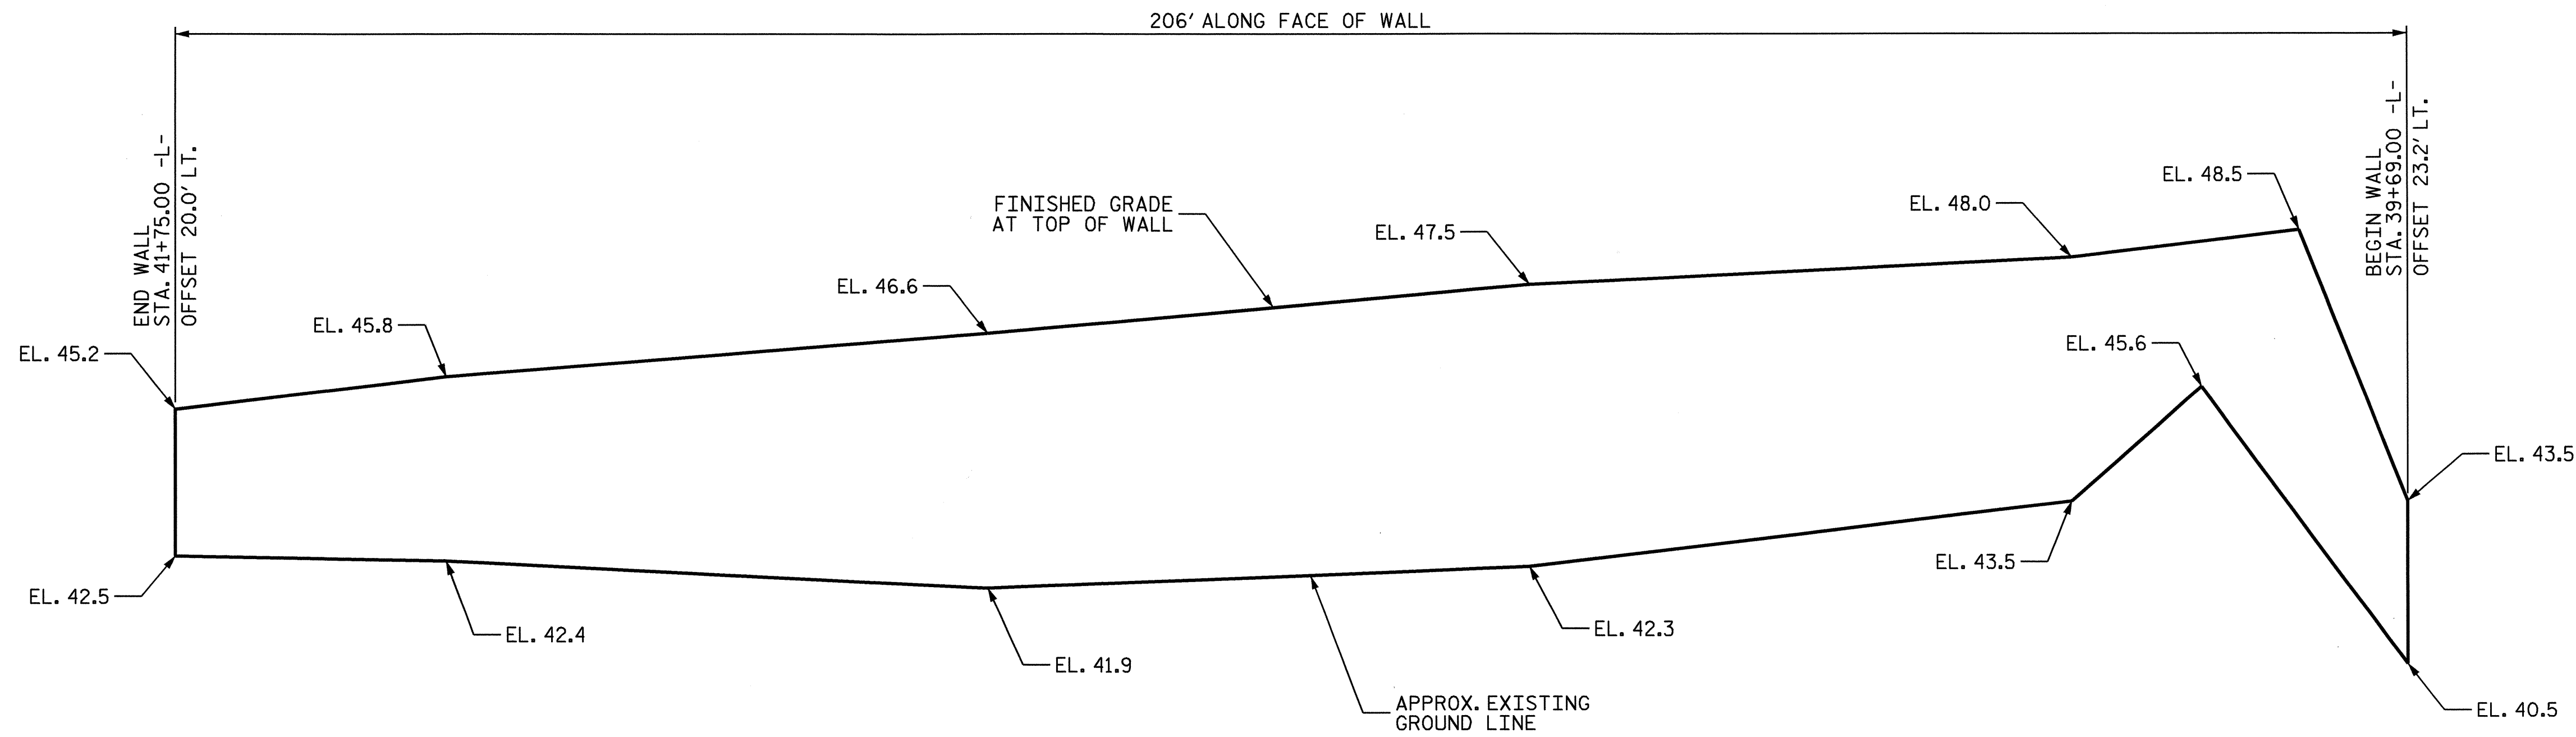 206' ALONG FACE OF WALL
END WALL
STA. 41+75.00 -L-
OFFSET 20.0' LT.
BEGIN WALL
STA. 39+69.00 -L-
OFFSET 23.2' LT.
EL. 48.5
FINISHED GRADE
AT TOP OF WALL
EL. 48.0
EL. 47.5
EL. 46.6
EL. 45.8
EL. 45.2
EL. 45.6
EL. 43.5
EL. 43.5
EL. 42.5
EL. 42.4
EL. 42.3
EL. 41.9
APPROX. EXISTING
GROUND LINE
EL. 40.5